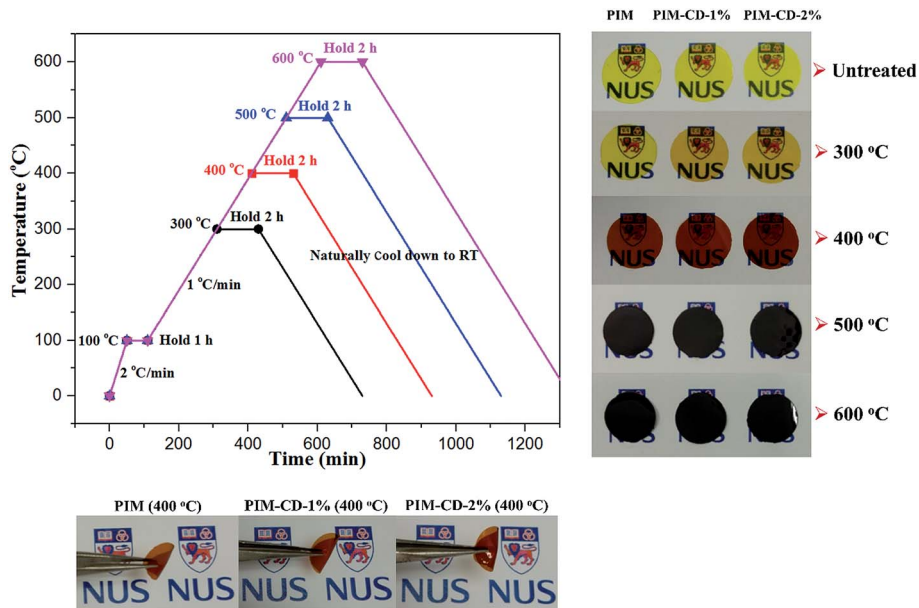 PIM PIM-CD-1% PIM-CD-2%
Temperature (°C)
600
500
400
300
200
100
0
600 °C Hold 2 h
500 °C Hold 2 h
400 °C Hold 2 h
300 °C Hold 2 h
Naturally Cool down to RT
1 °C/min
100 °C Hold 1 h
2 °C/min
0 200 400 600 800 1000 1200
Time (min)
NUS NUS NUS
Untreated
NUS NUS NUS
300 °C
NUS NUS NUS
400 °C
NUS NUS NUS
500 °C
600 °C
PIM (400 °C) PIM-CD-1% (400 °C) PIM-CD-2% (400 °C)
NUS NUS NUS NUS NUS NUS